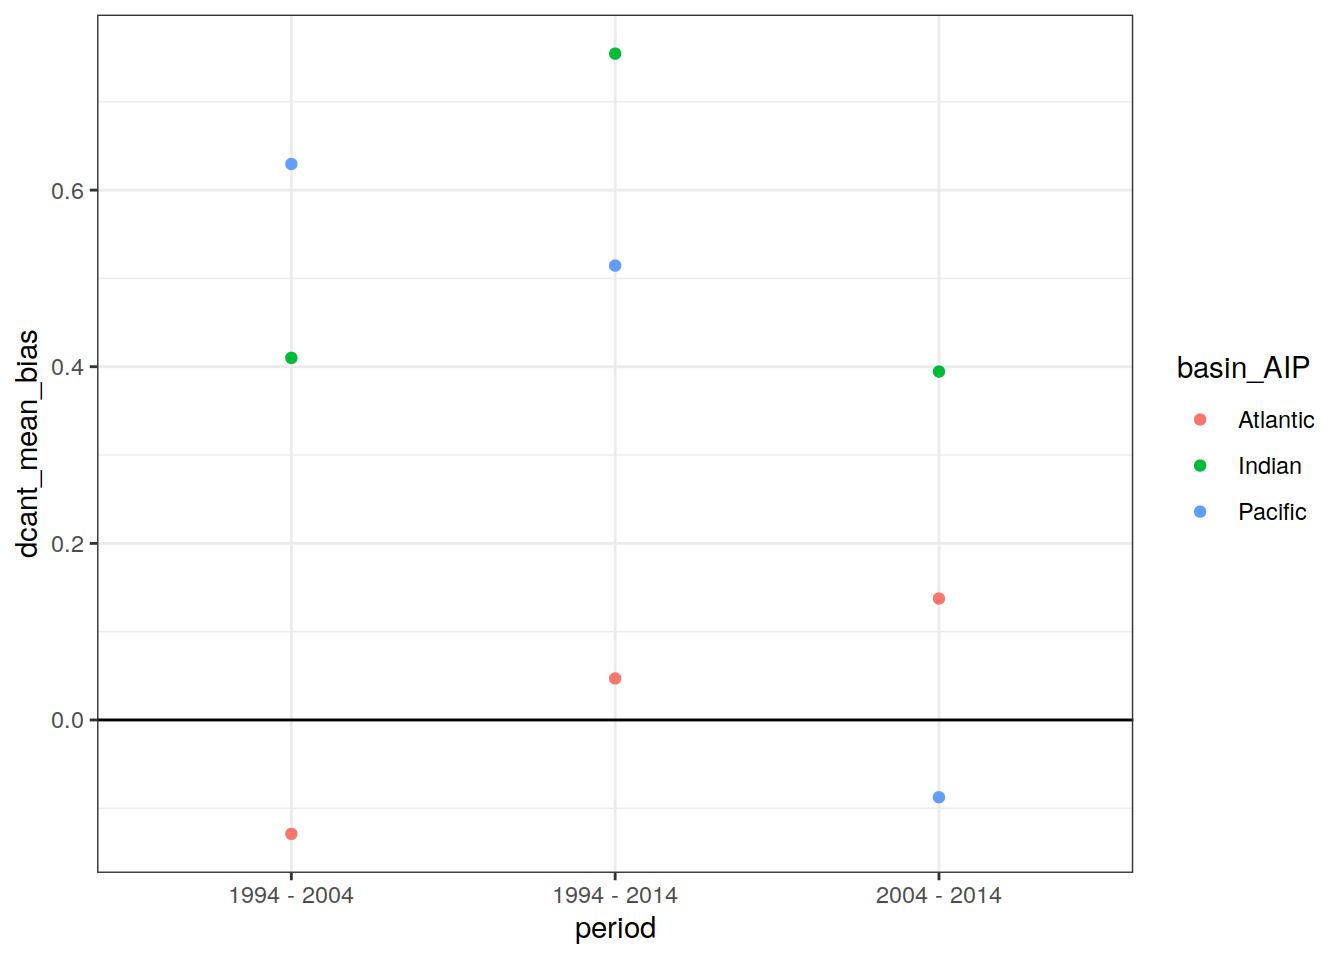 dcant_mean_bias
0.6
0.4
0.2
0.0
1994 - 2004
1994 - 2014
2004 - 2014
period
basin_AIP
Atlantic
Indian
Pacific